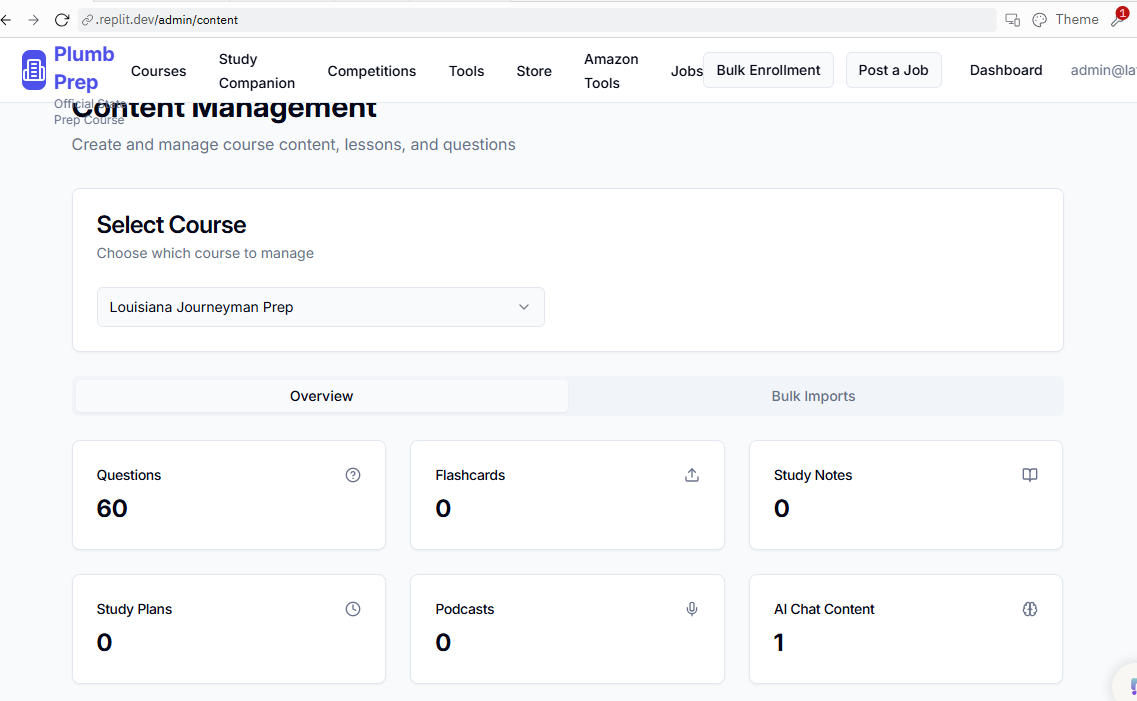 .replit.dev/admin/content
Theme
1
Plumb
Prep
Official State
Prep Course
Courses
Study
Companion
Competitions
Tools
Store
Amazon
Tools
Jobs
Bulk Enrollment
Post a Job
Dashboard
admin@la
Content Management
Create and manage course content, lessons, and questions
Select Course
Choose which course to manage
Louisiana Journeyman Prep
Overview
Bulk Imports
Questions
60
Flashcards
0
Study Notes
0
Study Plans
0
Podcasts
0
AI Chat Content
1